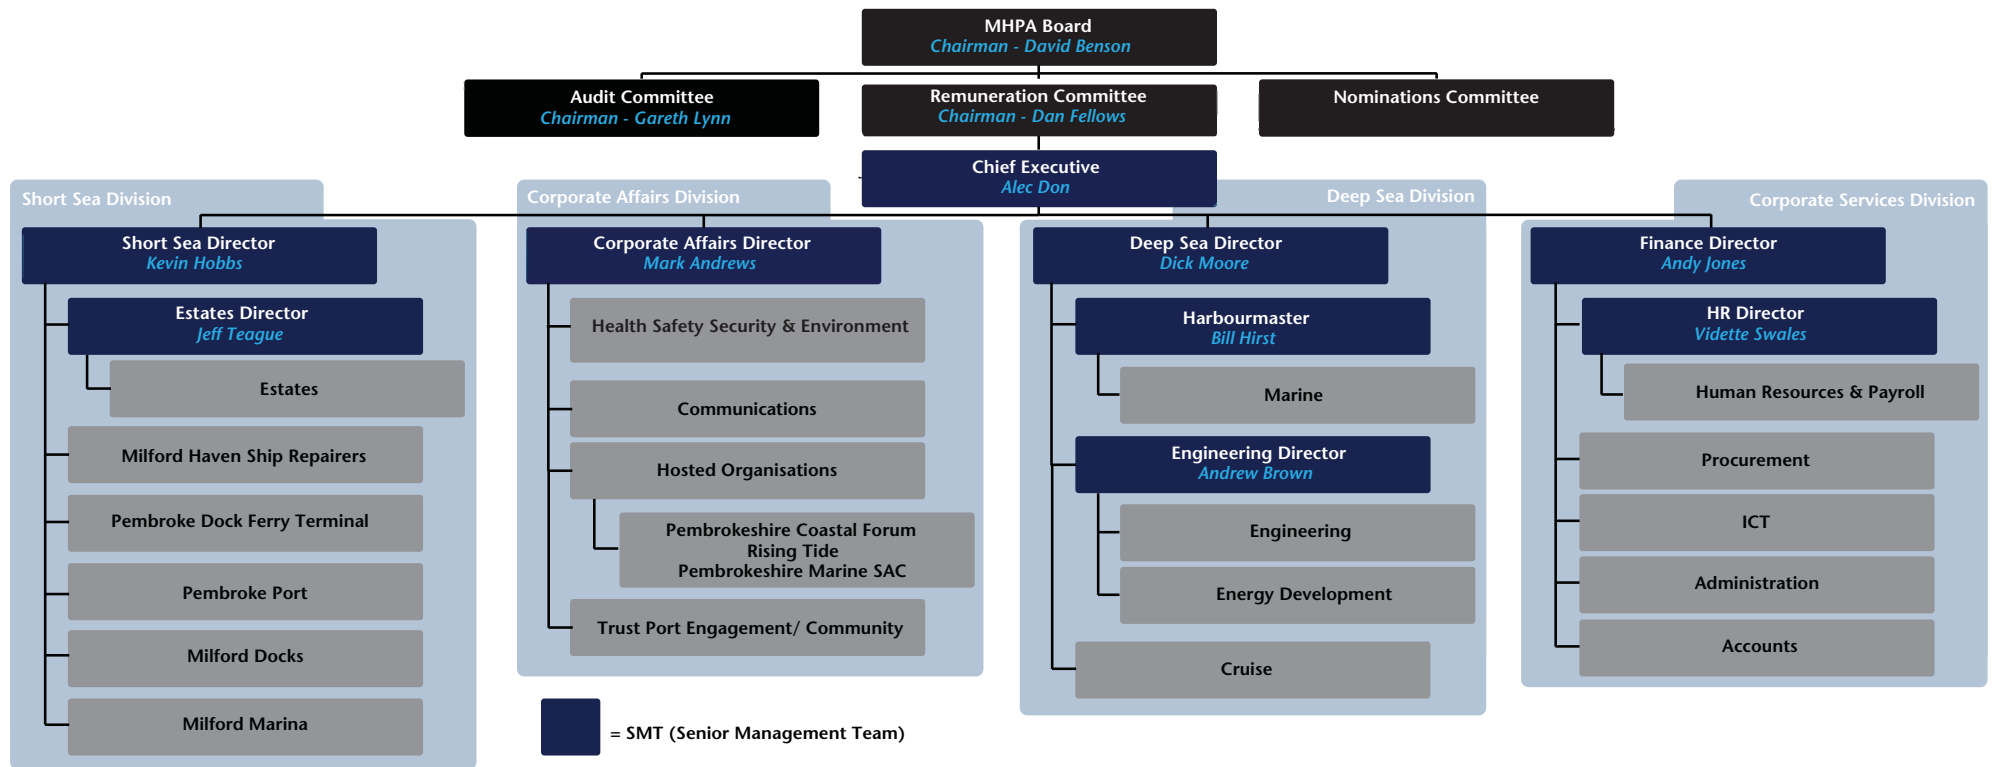 MHPA Board
Chairman - David Benson
Audit Committee
Chairman - Gareth Lynn
Remuneration Committee
Chairman - Dan Fellows
Nominations Committee
Chief Executive
Alec Don
Short Sea Division
Short Sea Director
Kevin Hobbs
Estates Director
Jeff Teague
Estates
Milford Haven Ship Repairers
Pembroke Dock Ferry Terminal
Pembroke Port
Milford Docks
Milford Marina
Corporate Affairs Division
Corporate Affairs Director
Mark Andrews
Health Safety Security & Environment
Communications
Hosted Organisations
Pembrokeshire Coastal Forum
Rising Tide
Pembrokeshire Marine SAC
Trust Port Engagement/ Community
Deep Sea Division
Deep Sea Director
Dick Moore
Harbourmaster
Bill Hirst
Marine
Engineering Director
Andrew Brown
Engineering
Energy Development
Cruise
Corporate Services Division
Finance Director
Andy Jones
HR Director
Vidette Swales
Human Resources & Payroll
Procurement
ICT
Administration
Accounts
= SMT (Senior Management Team)